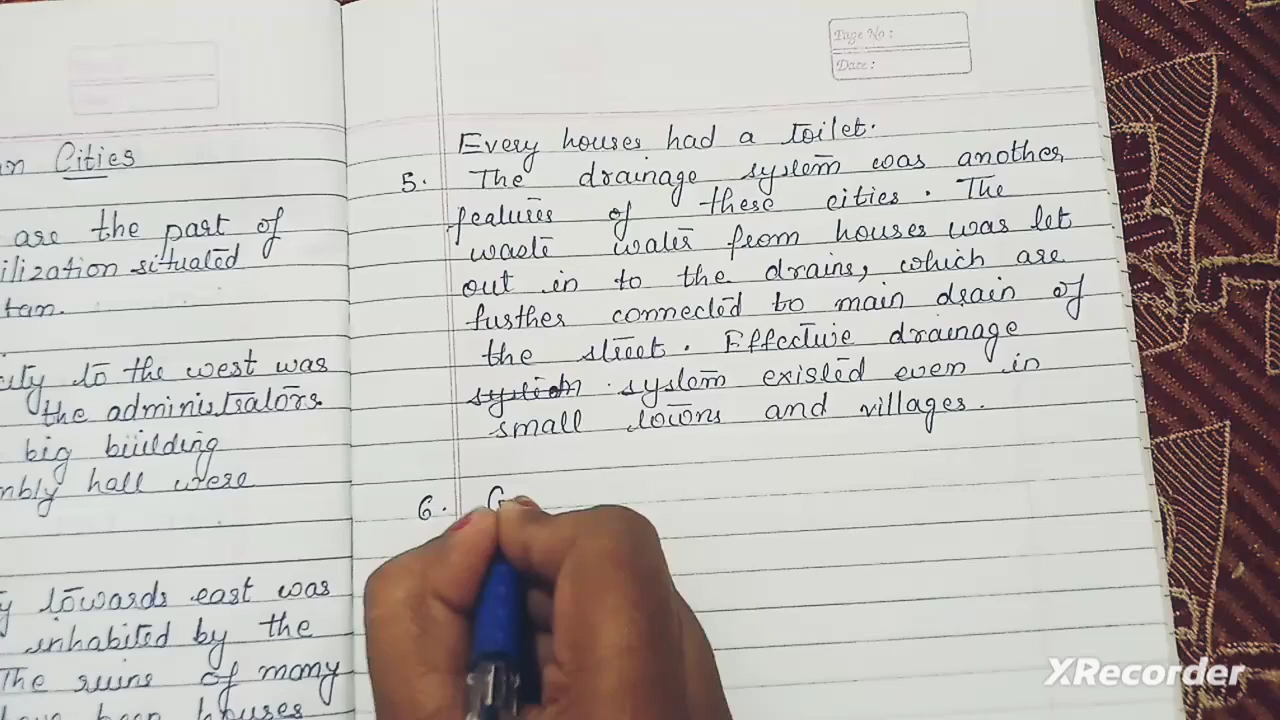 n Cities
are the part of
ilization situated
tan.
city to the west was
the administrators.
big building
mbly hall were
y towards east was
inhabited by the
The ruins of many
have been houses
Page No :
Date :
Every houses had a toilet.
5. The drainage system was another
features of these cities. The
waste water from houses was let
out in to the drains, which are
further connected to main drain of
the street. Effective drainage
system system existed even in
small towns and villages.
6. G
XRecorder